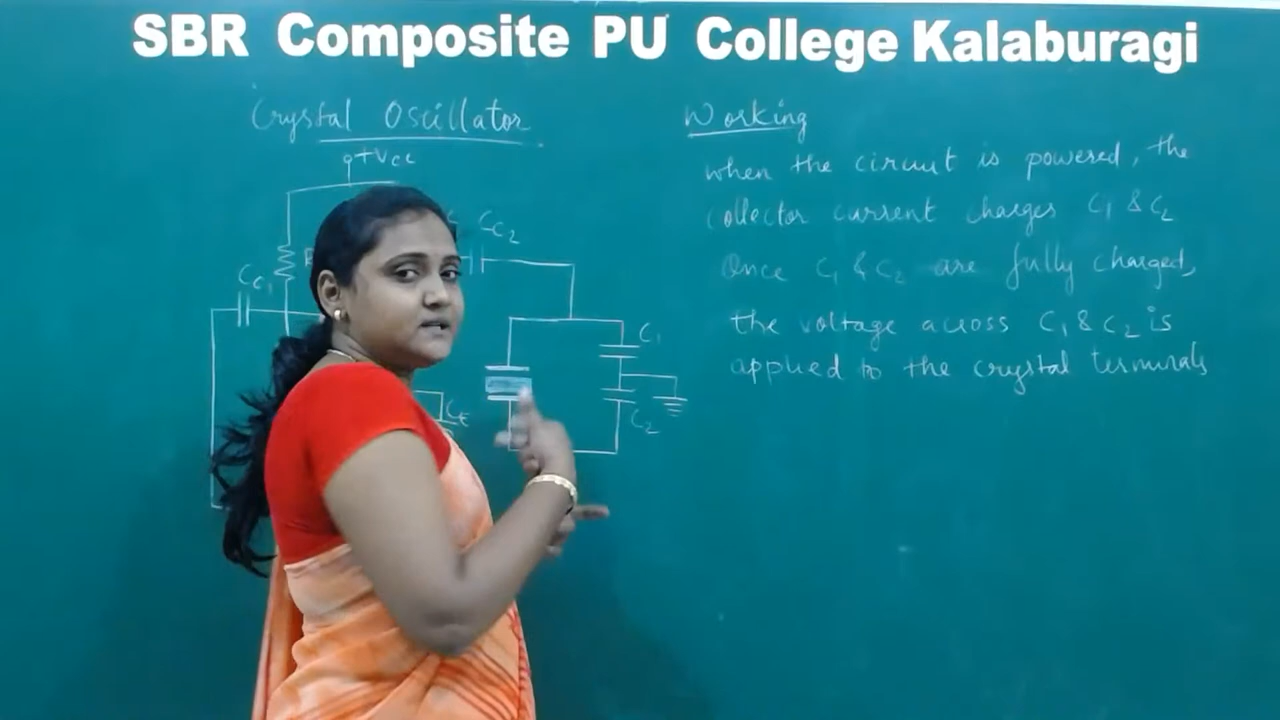 SBR Composite PU College Kalaburagi
Crystal Oscillator
+Vcc
R
Cc1
Cc2
C1
C2
CE
Working
when the circuit is powered, the
collector current charges C1 & C2
Once C1 & C2 are fully charged,
the voltage across C1 & C2 is
applied to the crystal terminals